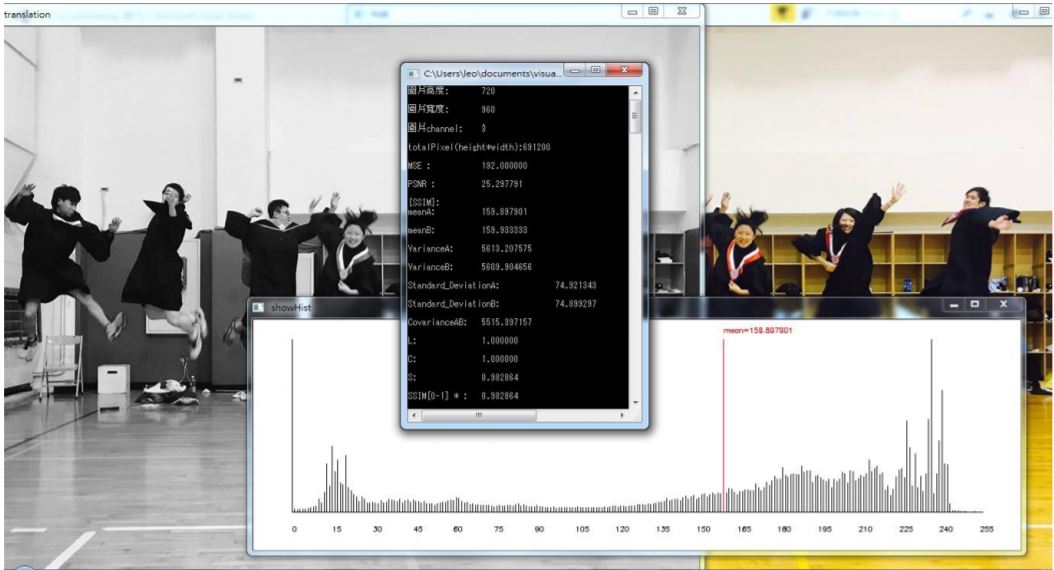 translation
C:\Users\leo\documents\visua...
圖片高度: 720
圖片寬度: 960
圖片channel: 3
totalPixel(height*width):691200
MSE : 192.000000
PSNR : 25.297791
[SSIM]:
meanA: 159.897901
meanB: 159.933333
VarianceA: 5613.207575
VarianceB: 5609.904656
Standard_DeviationA: 74.921343
Standard_DeviationB: 74.899297
CovarianceAB: 5515.397157
L: 1.000000
C: 1.000000
S: 0.982864
SSIM[0-1] * : 0.982864
showHist
mean=159.897901
0 15 30 45 60 75 90 105 120 135 150 165 180 195 210 225 240 255